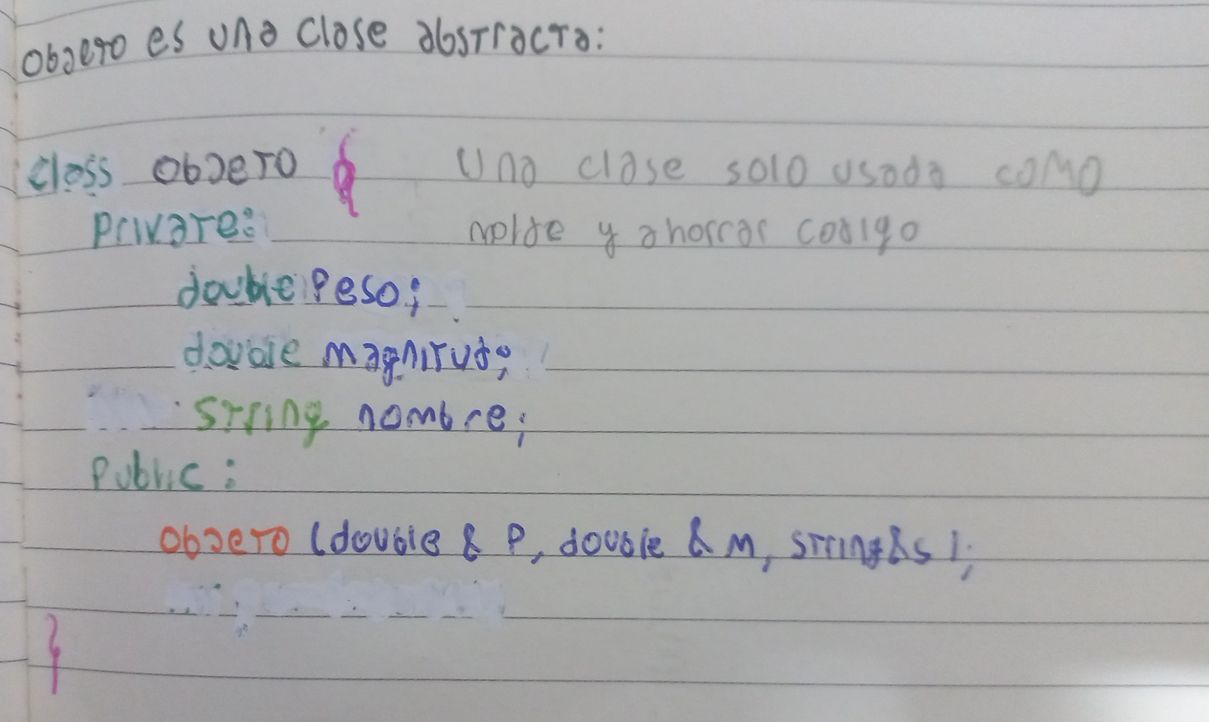 objeto es una clase abstracta:
class objeto {    Una clase solo usada como
private:    molde y ahorrar codigo
double Peso;
double magnitud;
string nombre;
Public:
objeto (double & P, double & M, string&s );
}